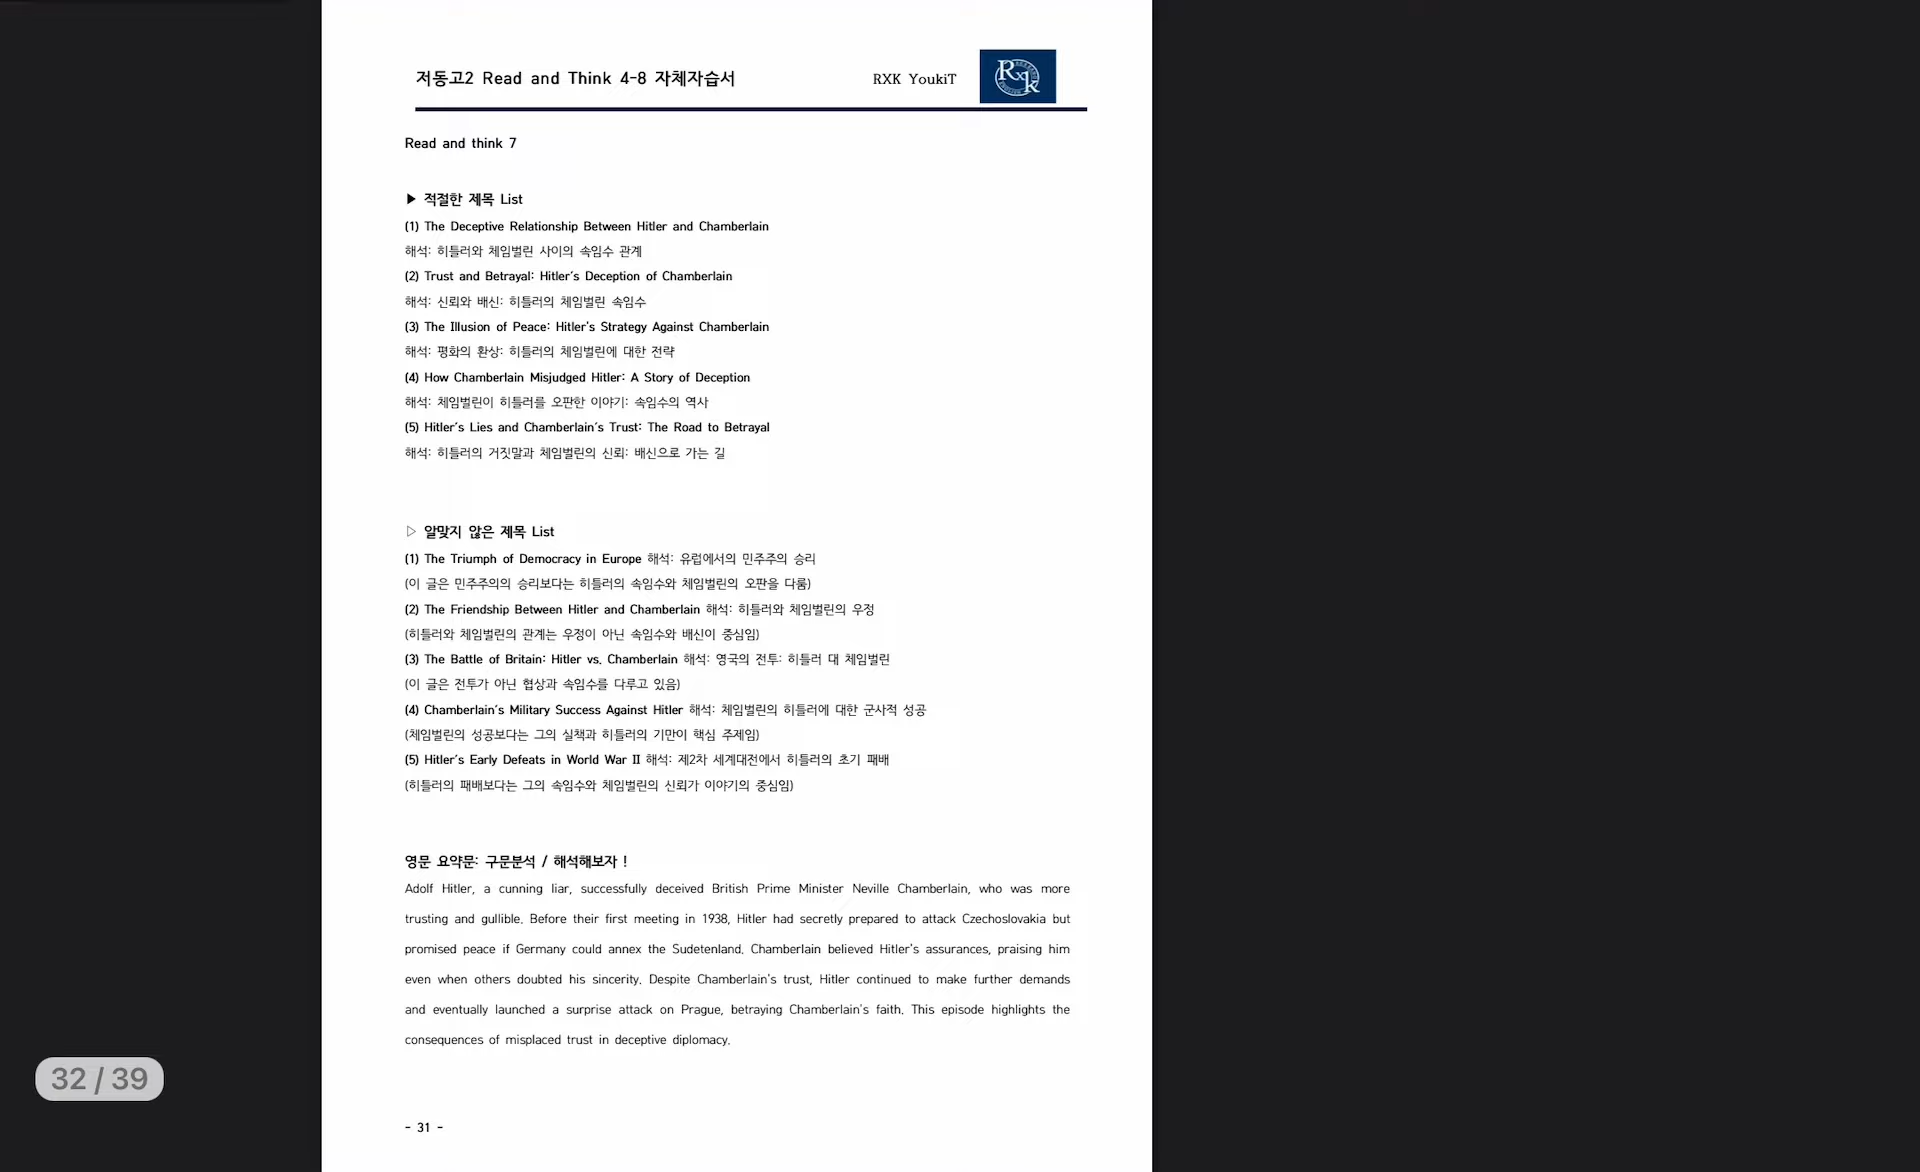 저동고2 Read and Think 4-8 자체자습서 RXK YoukiT
RxK
Read and think 7
▶ 적절한 제목 List
(1) The Deceptive Relationship Between Hitler and Chamberlain
해석: 히틀러와 체임벌린 사이의 속임수 관계
(2) Trust and Betrayal: Hitler's Deception of Chamberlain
해석: 신뢰와 배신: 히틀러의 체임벌린 속임수
(3) The Illusion of Peace: Hitler's Strategy Against Chamberlain
해석: 평화의 환상: 히틀러의 체임벌린에 대한 전략
(4) How Chamberlain Misjudged Hitler: A Story of Deception
해석: 체임벌린이 히틀러를 오판한 이야기: 속임수의 역사
(5) Hitler's Lies and Chamberlain's Trust: The Road to Betrayal
해석: 히틀러의 거짓말과 체임벌린의 신뢰: 배신으로 가는 길
▷ 알맞지 않은 제목 List
(1) The Triumph of Democracy in Europe 해석: 유럽에서의 민주주의 승리
(이 글은 민주주의의 승리보다는 히틀러의 속임수와 체임벌린의 오판을 다룸)
(2) The Friendship Between Hitler and Chamberlain 해석: 히틀러와 체임벌린의 우정
(히틀러와 체임벌린의 관계는 우정이 아닌 속임수와 배신이 중심임)
(3) The Battle of Britain: Hitler vs. Chamberlain 해석: 영국의 전투: 히틀러 대 체임벌린
(이 글은 전투가 아닌 협상과 속임수를 다루고 있음)
(4) Chamberlain's Military Success Against Hitler 해석: 체임벌린의 히틀러에 대한 군사적 성공
(체임벌린의 성공보다는 그의 실책과 히틀러의 기만이 핵심 주제임)
(5) Hitler's Early Defeats in World War II 해석: 제2차 세계대전에서 히틀러의 초기 패배
(히틀러의 패배보다는 그의 속임수와 체임벌린의 신뢰가 이야기의 중심임)
영문 요약문: 구문분석 / 해석해보자 !
Adolf Hitler, a cunning liar, successfully deceived British Prime Minister Neville Chamberlain, who was more
trusting and gullible. Before their first meeting in 1938, Hitler had secretly prepared to attack Czechoslovakia but
promised peace if Germany could annex the Sudetenland. Chamberlain believed Hitler's assurances, praising him
even when others doubted his sincerity. Despite Chamberlain's trust, Hitler continued to make further demands
and eventually launched a surprise attack on Prague, betraying Chamberlain's faith. This episode highlights the
consequences of misplaced trust in deceptive diplomacy.
32 / 39
- 31 -